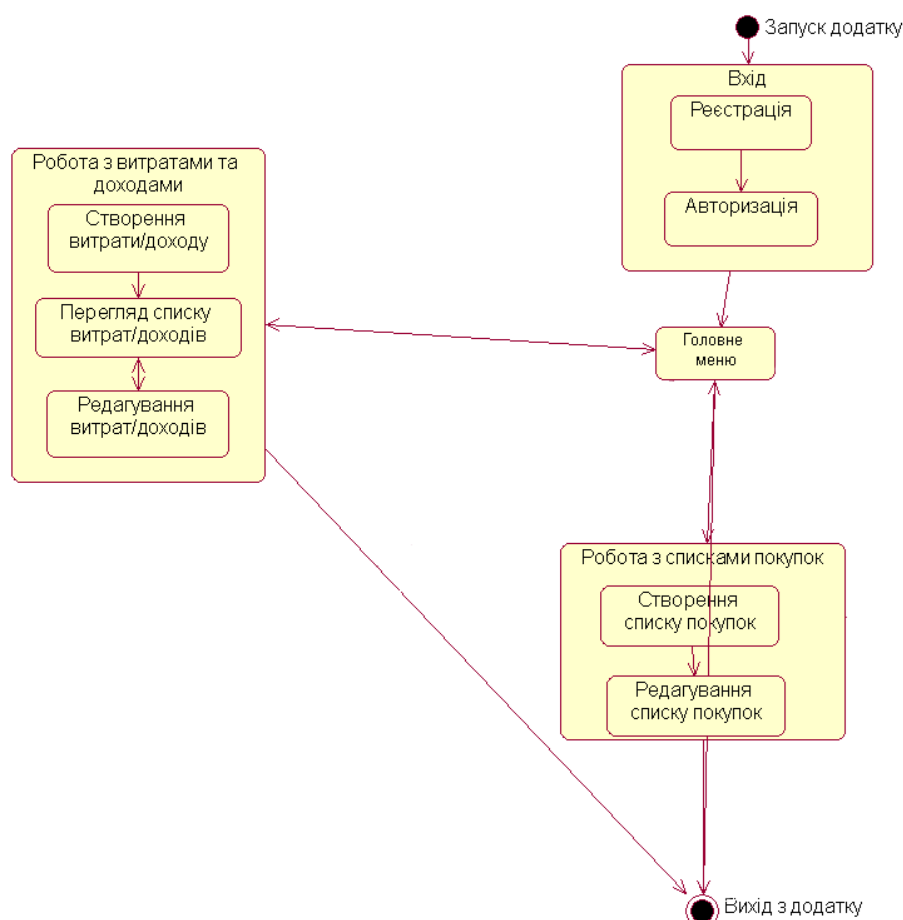 Запуск додатку
Вхід
Реєстрація
Авторизація
Робота з витратами та
доходами
Створення
витрати/доходу
Перегляд списку
витрат/доходів
Редагування
витрат/доходів
Головне
меню
Робота з списками покупок
Створення
списку покупок
Редагування
списку покупок
Вихід з додатку